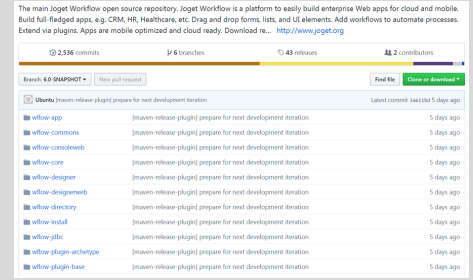 The main Joget Workflow open source repository. Joget Workflow is a platform to easily build enterprise Web apps for cloud and mobile.
Build full-fledged apps, e.g. CRM, HR, Healthcare, etc. Drag and drop forms, lists, and UI elements. Add workflows to automate processes.
Extend via plugins. Apps are mobile optimized and cloud ready. Download re... http://www.joget.org
2,536 commits 6 branches 43 releases 2 contributors
Branch: 6.0-SNAPSHOT New pull request Find file Clone or download
Ubuntu [maven-release-plugin] prepare for next development iteration Latest commit 5 days ago
wflow-app [maven-release-plugin] prepare for next development iteration 5 days ago
wflow-commons [maven-release-plugin] prepare for next development iteration 5 days ago
wflow-consoleweb [maven-release-plugin] prepare for next development iteration 5 days ago
wflow-core [maven-release-plugin] prepare for next development iteration 5 days ago
wflow-designer [maven-release-plugin] prepare for next development iteration 5 days ago
wflow-designerweb [maven-release-plugin] prepare for next development iteration 5 days ago
wflow-directory [maven-release-plugin] prepare for next development iteration 5 days ago
wflow-install [maven-release-plugin] prepare for next development iteration 5 days ago
wflow-jdbc [maven-release-plugin] prepare for next development iteration 5 days ago
wflow-plugin-archetype [maven-release-plugin] prepare for next development iteration 5 days ago
wflow-plugin-base [maven-release-plugin] prepare for next development iteration 5 days ago